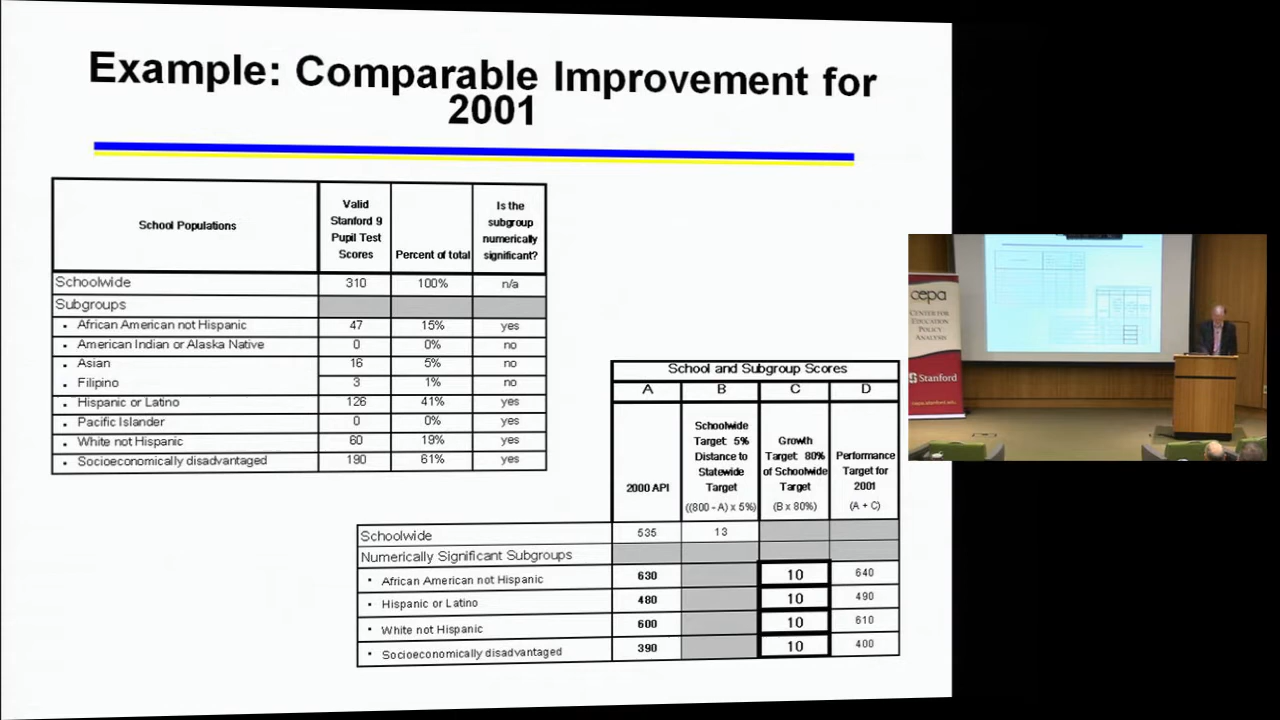 Example: Comparable Improvement for
2001
School Populations
Valid
Stanford 9
Pupil Test
Scores
Percent of total
Is the
subgroup
numerically
significant?
Schoolwide 310 100% n/a
Subgroups
• African American not Hispanic 47 15% yes
• American Indian or Alaska Native 0 0% no
• Asian 16 5% no
• Filipino 3 1% no
• Hispanic or Latino 126 41% yes
• Pacific Islander 0 0% yes
• White not Hispanic 60 19% yes
• Socioeconomically disadvantaged 190 61% yes
School and Subgroup Scores
A B C D
2000 API
Schoolwide
Target: 5%
Distance to
Statewide
Target
((800 - A) x 5%)
Growth
Target: 80%
of Schoolwide
Target
(B x 80%)
Performance
Target for
2001
(A + C)
Schoolwide 535 13
Numerically Significant Subgroups
• African American not Hispanic 630 10 640
• Hispanic or Latino 480 10 490
• White not Hispanic 600 10 610
• Socioeconomically disadvantaged 390 10 400
cepa
CENTER FOR
EDUCATION
POLICY
ANALYSIS
Stanford
cepa.stanford.edu